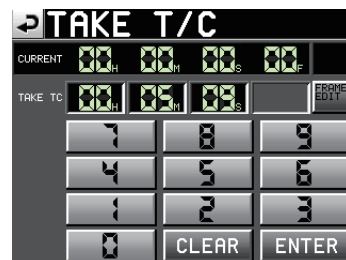 TAKE T/C
CURRENT 00H 00M 00S 00F
TAKE TC 00H 05M 09S FRAME EDIT
7 8 9
4 5 6
1 2 3
0 CLEAR ENTER